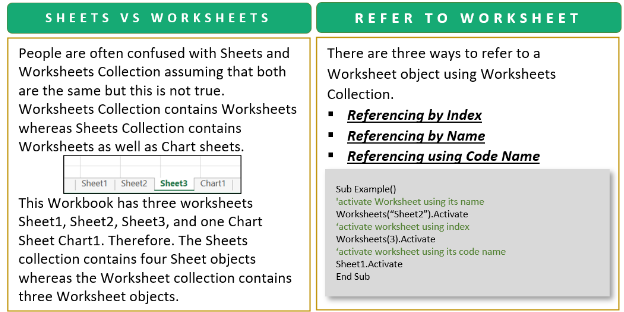 SHEETS VS WORKSHEETS
People are often confused with Sheets and
Worksheets Collection assuming that both
are the same but this is not true.
Worksheets Collection contains Worksheets
whereas Sheets Collection contains
Worksheets as well as Chart sheets.
Sheet1 Sheet2 Sheet3 Chart1
This Workbook has three worksheets
Sheet1, Sheet2, Sheet3, and one Chart
Sheet Chart1. Therefore. The Sheets
collection contains four Sheet objects
whereas the Worksheet collection contains
three Worksheet objects.
REFER TO WORKSHEET
There are three ways to refer to a
Worksheet object using Worksheets
Collection.
▪ Referencing by Index
▪ Referencing by Name
▪ Referencing using Code Name
Sub Example()
'activate Worksheet using its name
Worksheets(“Sheet2”).Activate
'activate worksheet using index
Worksheets(3).Activate
'activate worksheet using its code name
Sheet1.Activate
End Sub